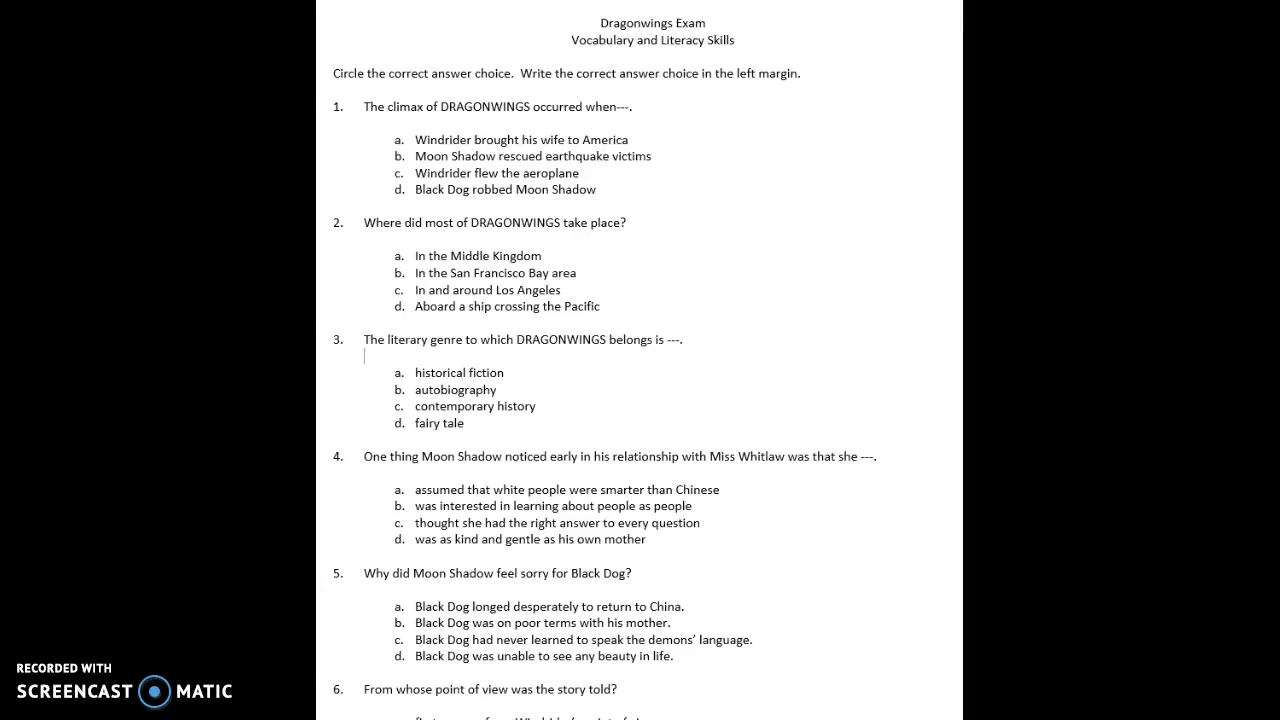 Dragonwings Exam
Vocabulary and Literacy Skills
Circle the correct answer choice.  Write the correct answer choice in the left margin.
1. The climax of DRAGONWINGS occurred when---.
a. Windrider brought his wife to America
b. Moon Shadow rescued earthquake victims
c. Windrider flew the aeroplane
d. Black Dog robbed Moon Shadow
2. Where did most of DRAGONWINGS take place?
a. In the Middle Kingdom
b. In the San Francisco Bay area
c. In and around Los Angeles
d. Aboard a ship crossing the Pacific
3. The literary genre to which DRAGONWINGS belongs is ---.
a. historical fiction
b. autobiography
c. contemporary history
d. fairy tale
4. One thing Moon Shadow noticed early in his relationship with Miss Whitlaw was that she ---.
a. assumed that white people were smarter than Chinese
b. was interested in learning about people as people
c. thought she had the right answer to every question
d. was as kind and gentle as his own mother
5. Why did Moon Shadow feel sorry for Black Dog?
a. Black Dog longed desperately to return to China.
b. Black Dog was on poor terms with his mother.
c. Black Dog had never learned to speak the demons’ language.
d. Black Dog was unable to see any beauty in life.
6. From whose point of view was the story told?
RECORDED WITH
SCREENCAST MATIC